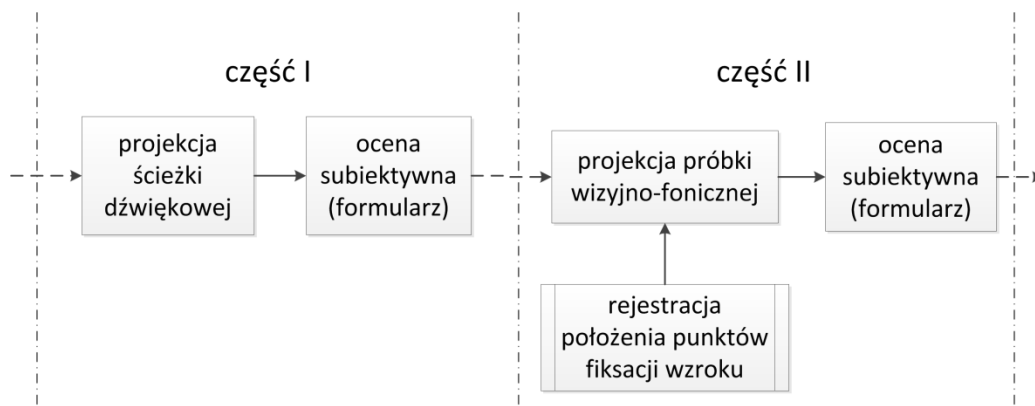 część I
projekcja
ścieżki
dźwiękowej
ocena
subiektywna
(formularz)
część II
projekcja próbki
wizyjno-fonicznej
ocena
subiektywna
(formularz)
rejestracja
położenia punktów
fiksacji wzroku